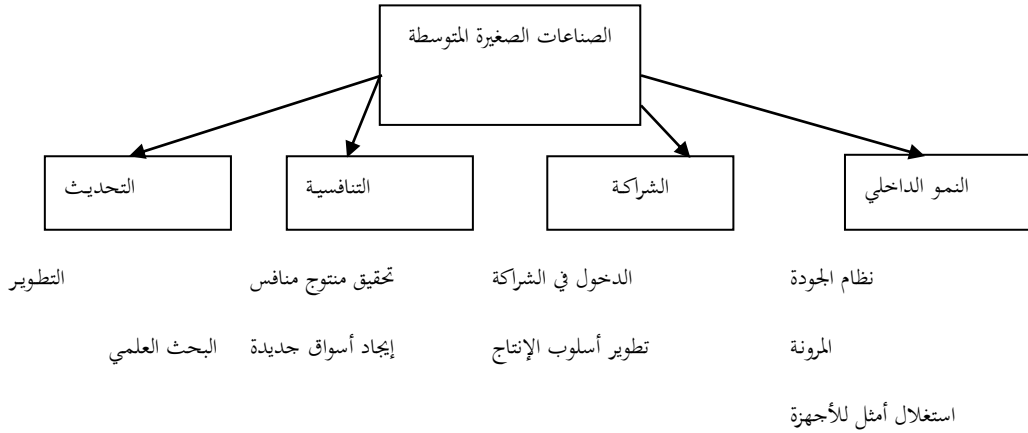 الصناعات الصغيرة المتوسطة
النمو الداخلي
الشراكة
التنافسية
التحديث
نظام الجودة
الدخول في الشراكة
تحقيق منتوج منافس
التطوير
المرونة
تطوير أسلوب الإنتاج
إيجاد أسواق جديدة
البحث العلمي
استغلال أمثل للأجهزة